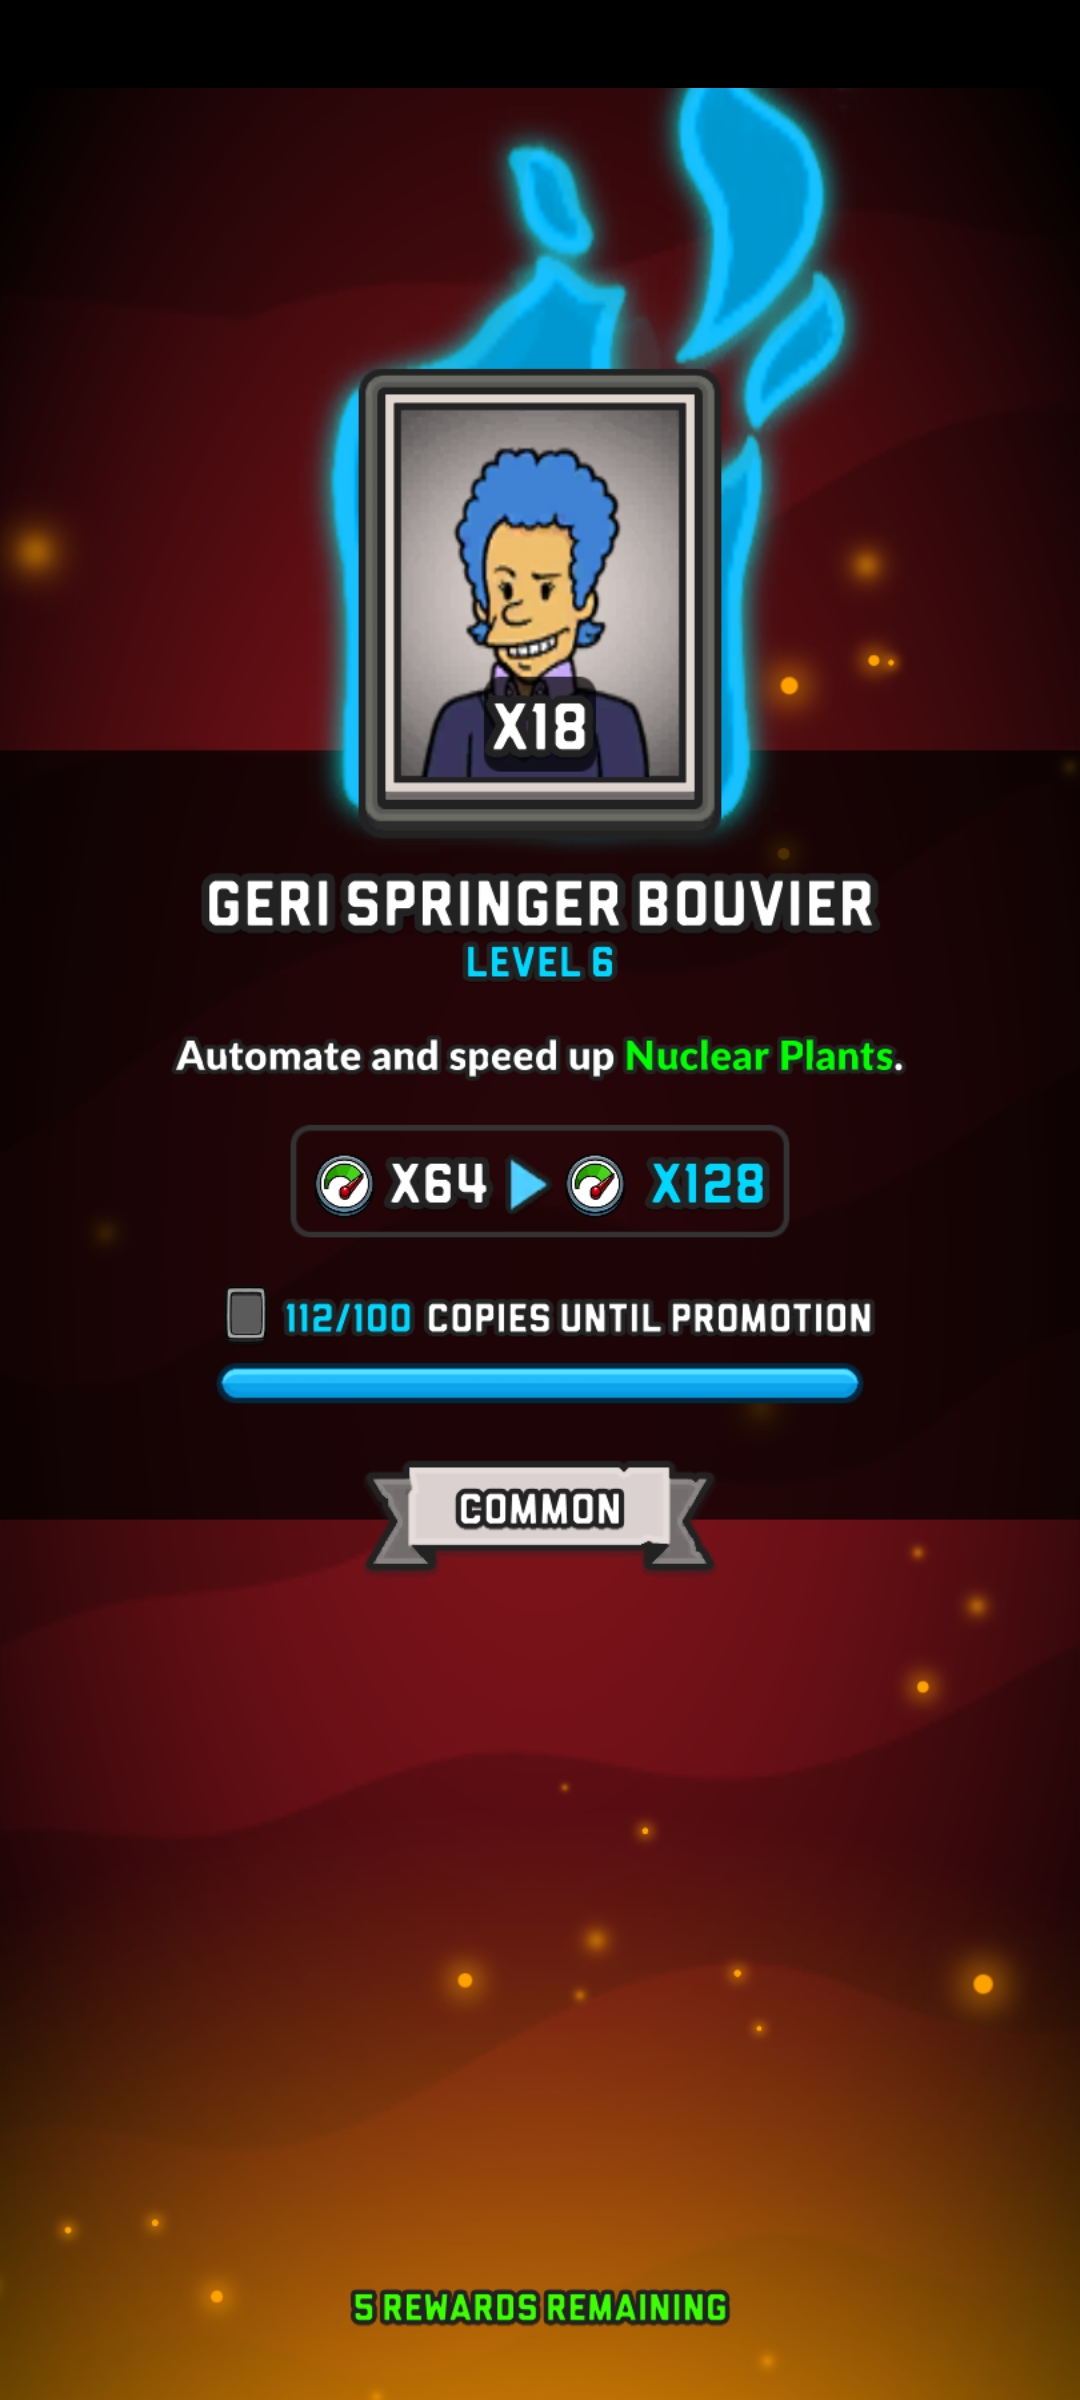 X18
GERI SPRINGER BOUVIER
LEVEL 6
Automate and speed up Nuclear Plants.
X64 X128
112/100 COPIES UNTIL PROMOTION
COMMON
5 REWARDS REMAINING